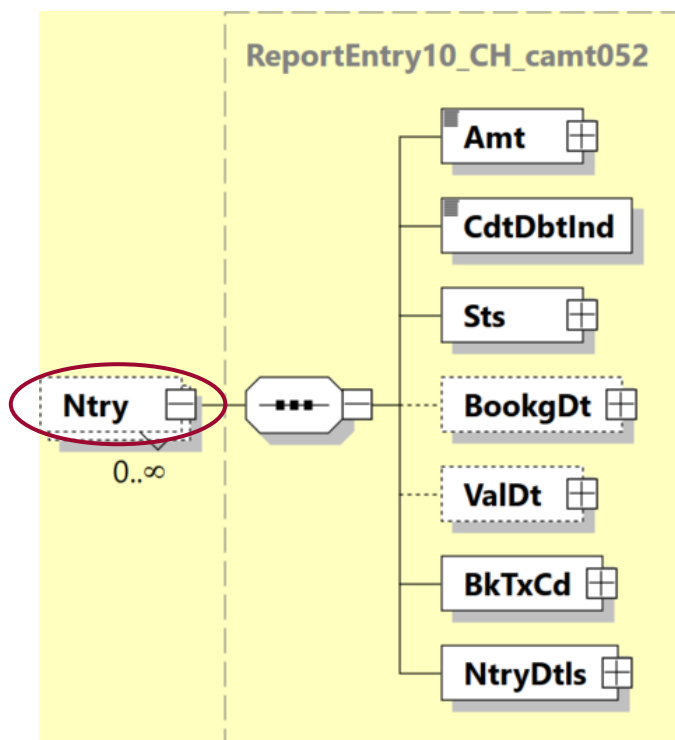 ReportEntry10_CH_camt052
Amt
CdtDbtInd
Sts
Ntry
BookgDt
0..∞
ValDt
BkTxCd
NtryDtls